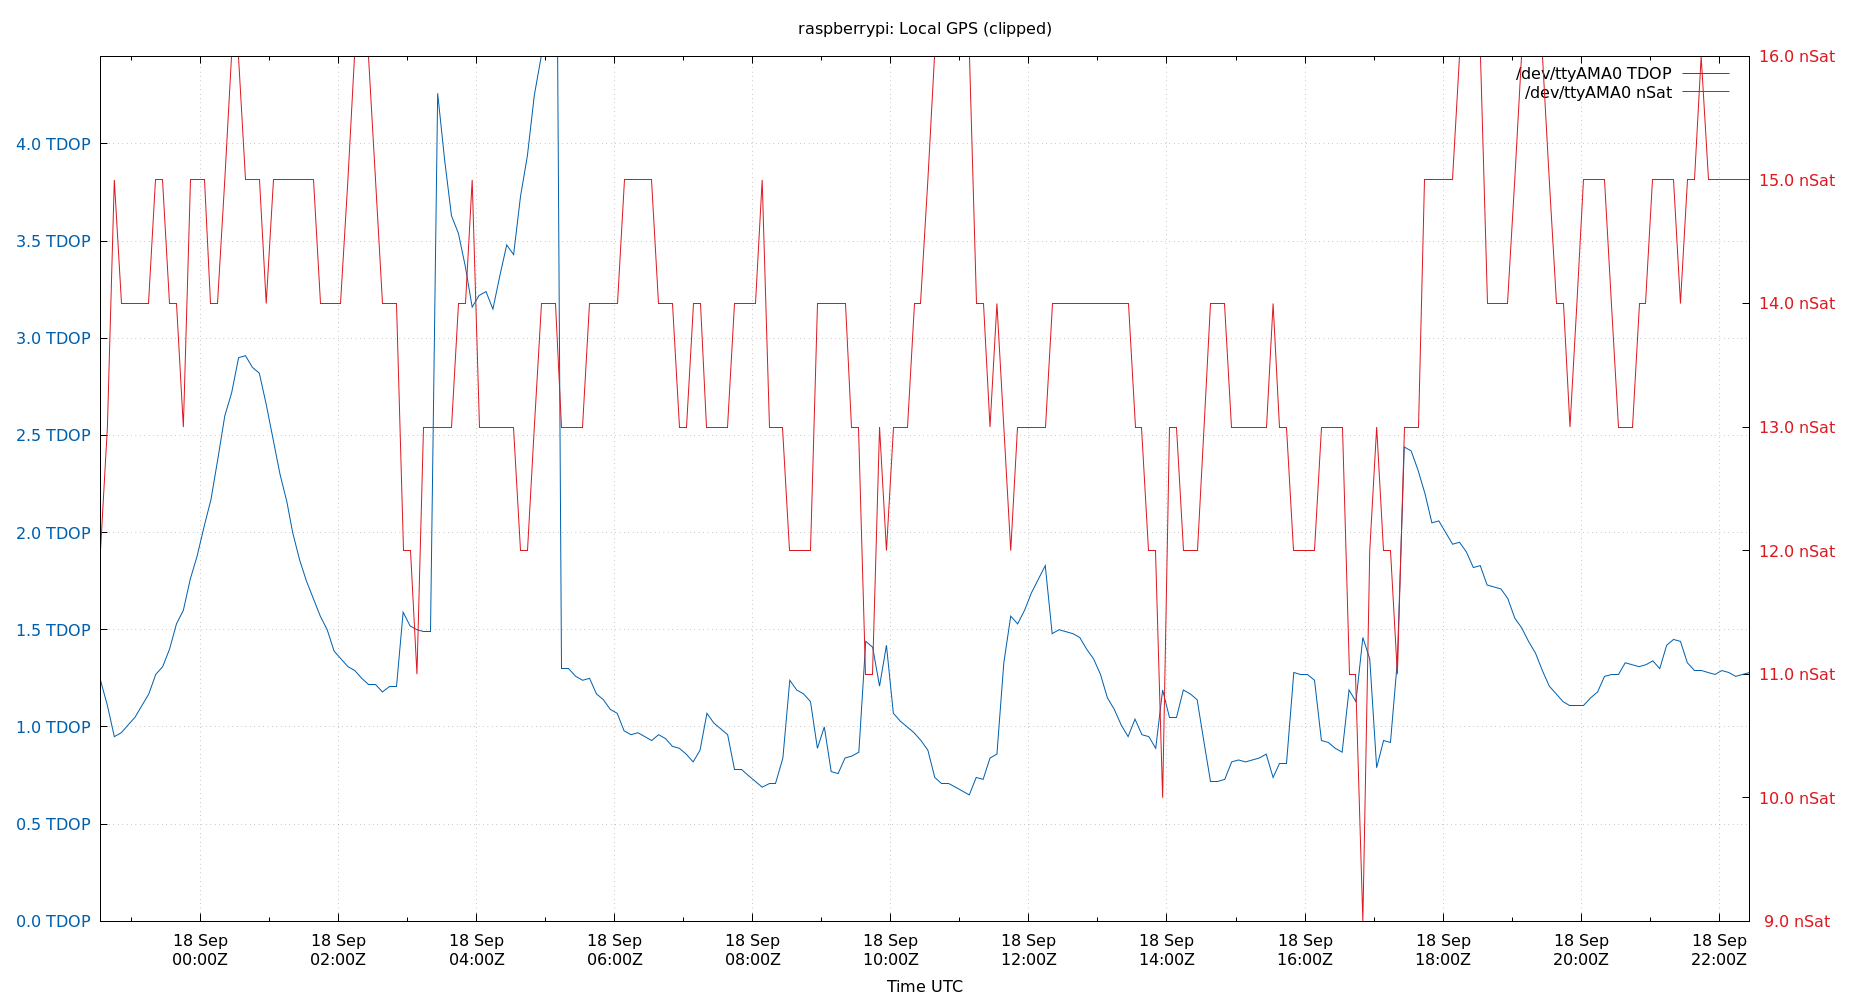 raspberrypi: Local GPS (clipped)
/dev/ttyAMA0 TDOP
/dev/ttyAMA0 nSat
4.0 TDOP
3.5 TDOP
3.0 TDOP
2.5 TDOP
2.0 TDOP
1.5 TDOP
1.0 TDOP
0.5 TDOP
0.0 TDOP
16.0 nSat
15.0 nSat
14.0 nSat
13.0 nSat
12.0 nSat
11.0 nSat
10.0 nSat
9.0 nSat
18 Sep
00:00Z
18 Sep
02:00Z
18 Sep
04:00Z
18 Sep
06:00Z
18 Sep
08:00Z
18 Sep
10:00Z
18 Sep
12:00Z
18 Sep
14:00Z
18 Sep
16:00Z
18 Sep
18:00Z
18 Sep
20:00Z
18 Sep
22:00Z
Time UTC